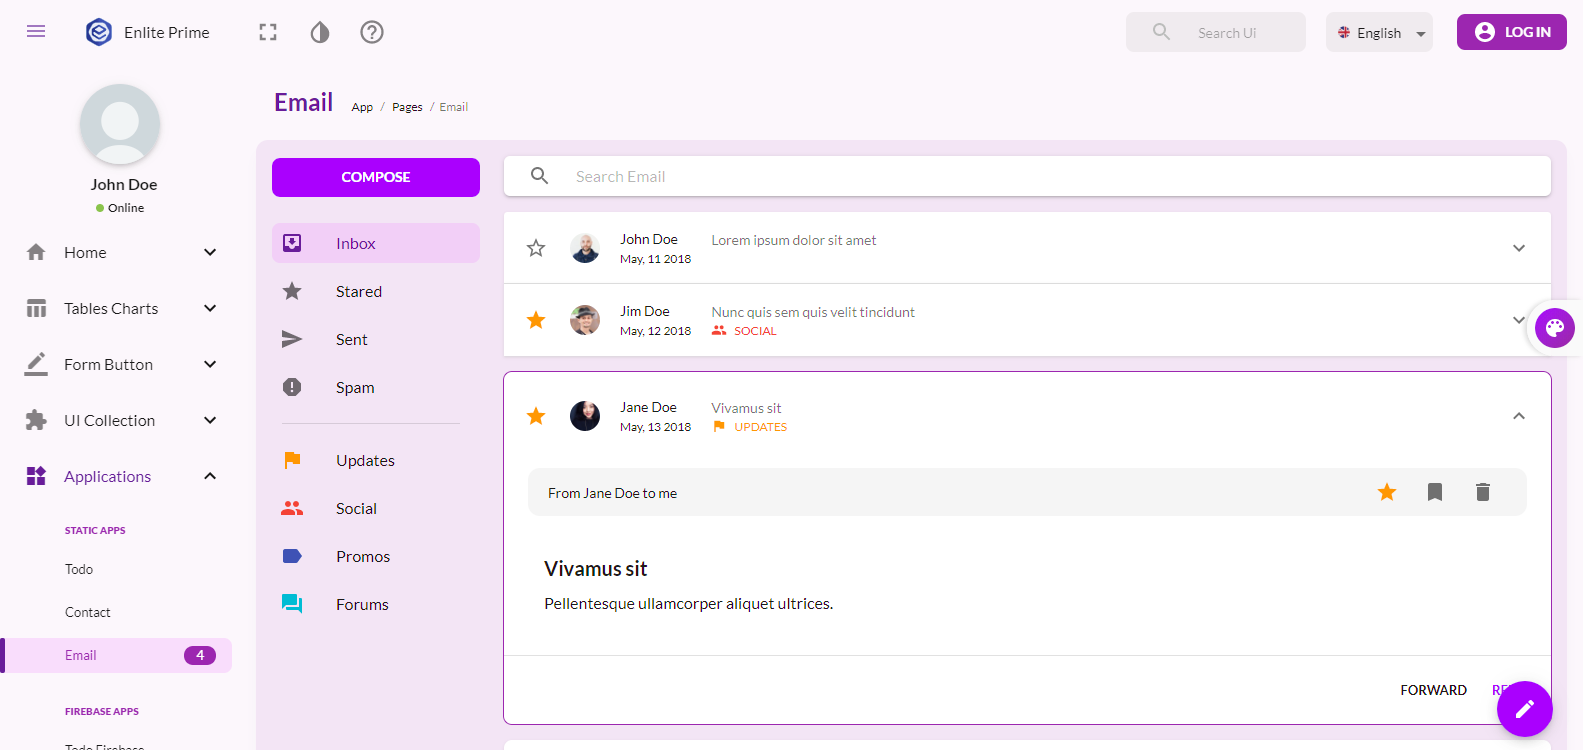 Enlite Prime
Search Ui
English
LOG IN
John Doe
Online
Home
Tables Charts
Form Button
UI Collection
Applications
STATIC APPS
Todo
Contact
Email
4
FIREBASE APPS
Todo Firebase
Email
App / Pages / Email
COMPOSE
Inbox
Stared
Sent
Spam
Updates
Social
Promos
Forums
Search Email
John Doe
May, 11 2018
Lorem ipsum dolor sit amet
Jim Doe
May, 12 2018
Nunc quis sem quis velit tincidunt
SOCIAL
Jane Doe
May, 13 2018
Vivamus sit
UPDATES
From Jane Doe to me
Vivamus sit
Pellentesque ullamcorper aliquet ultrices.
FORWARD